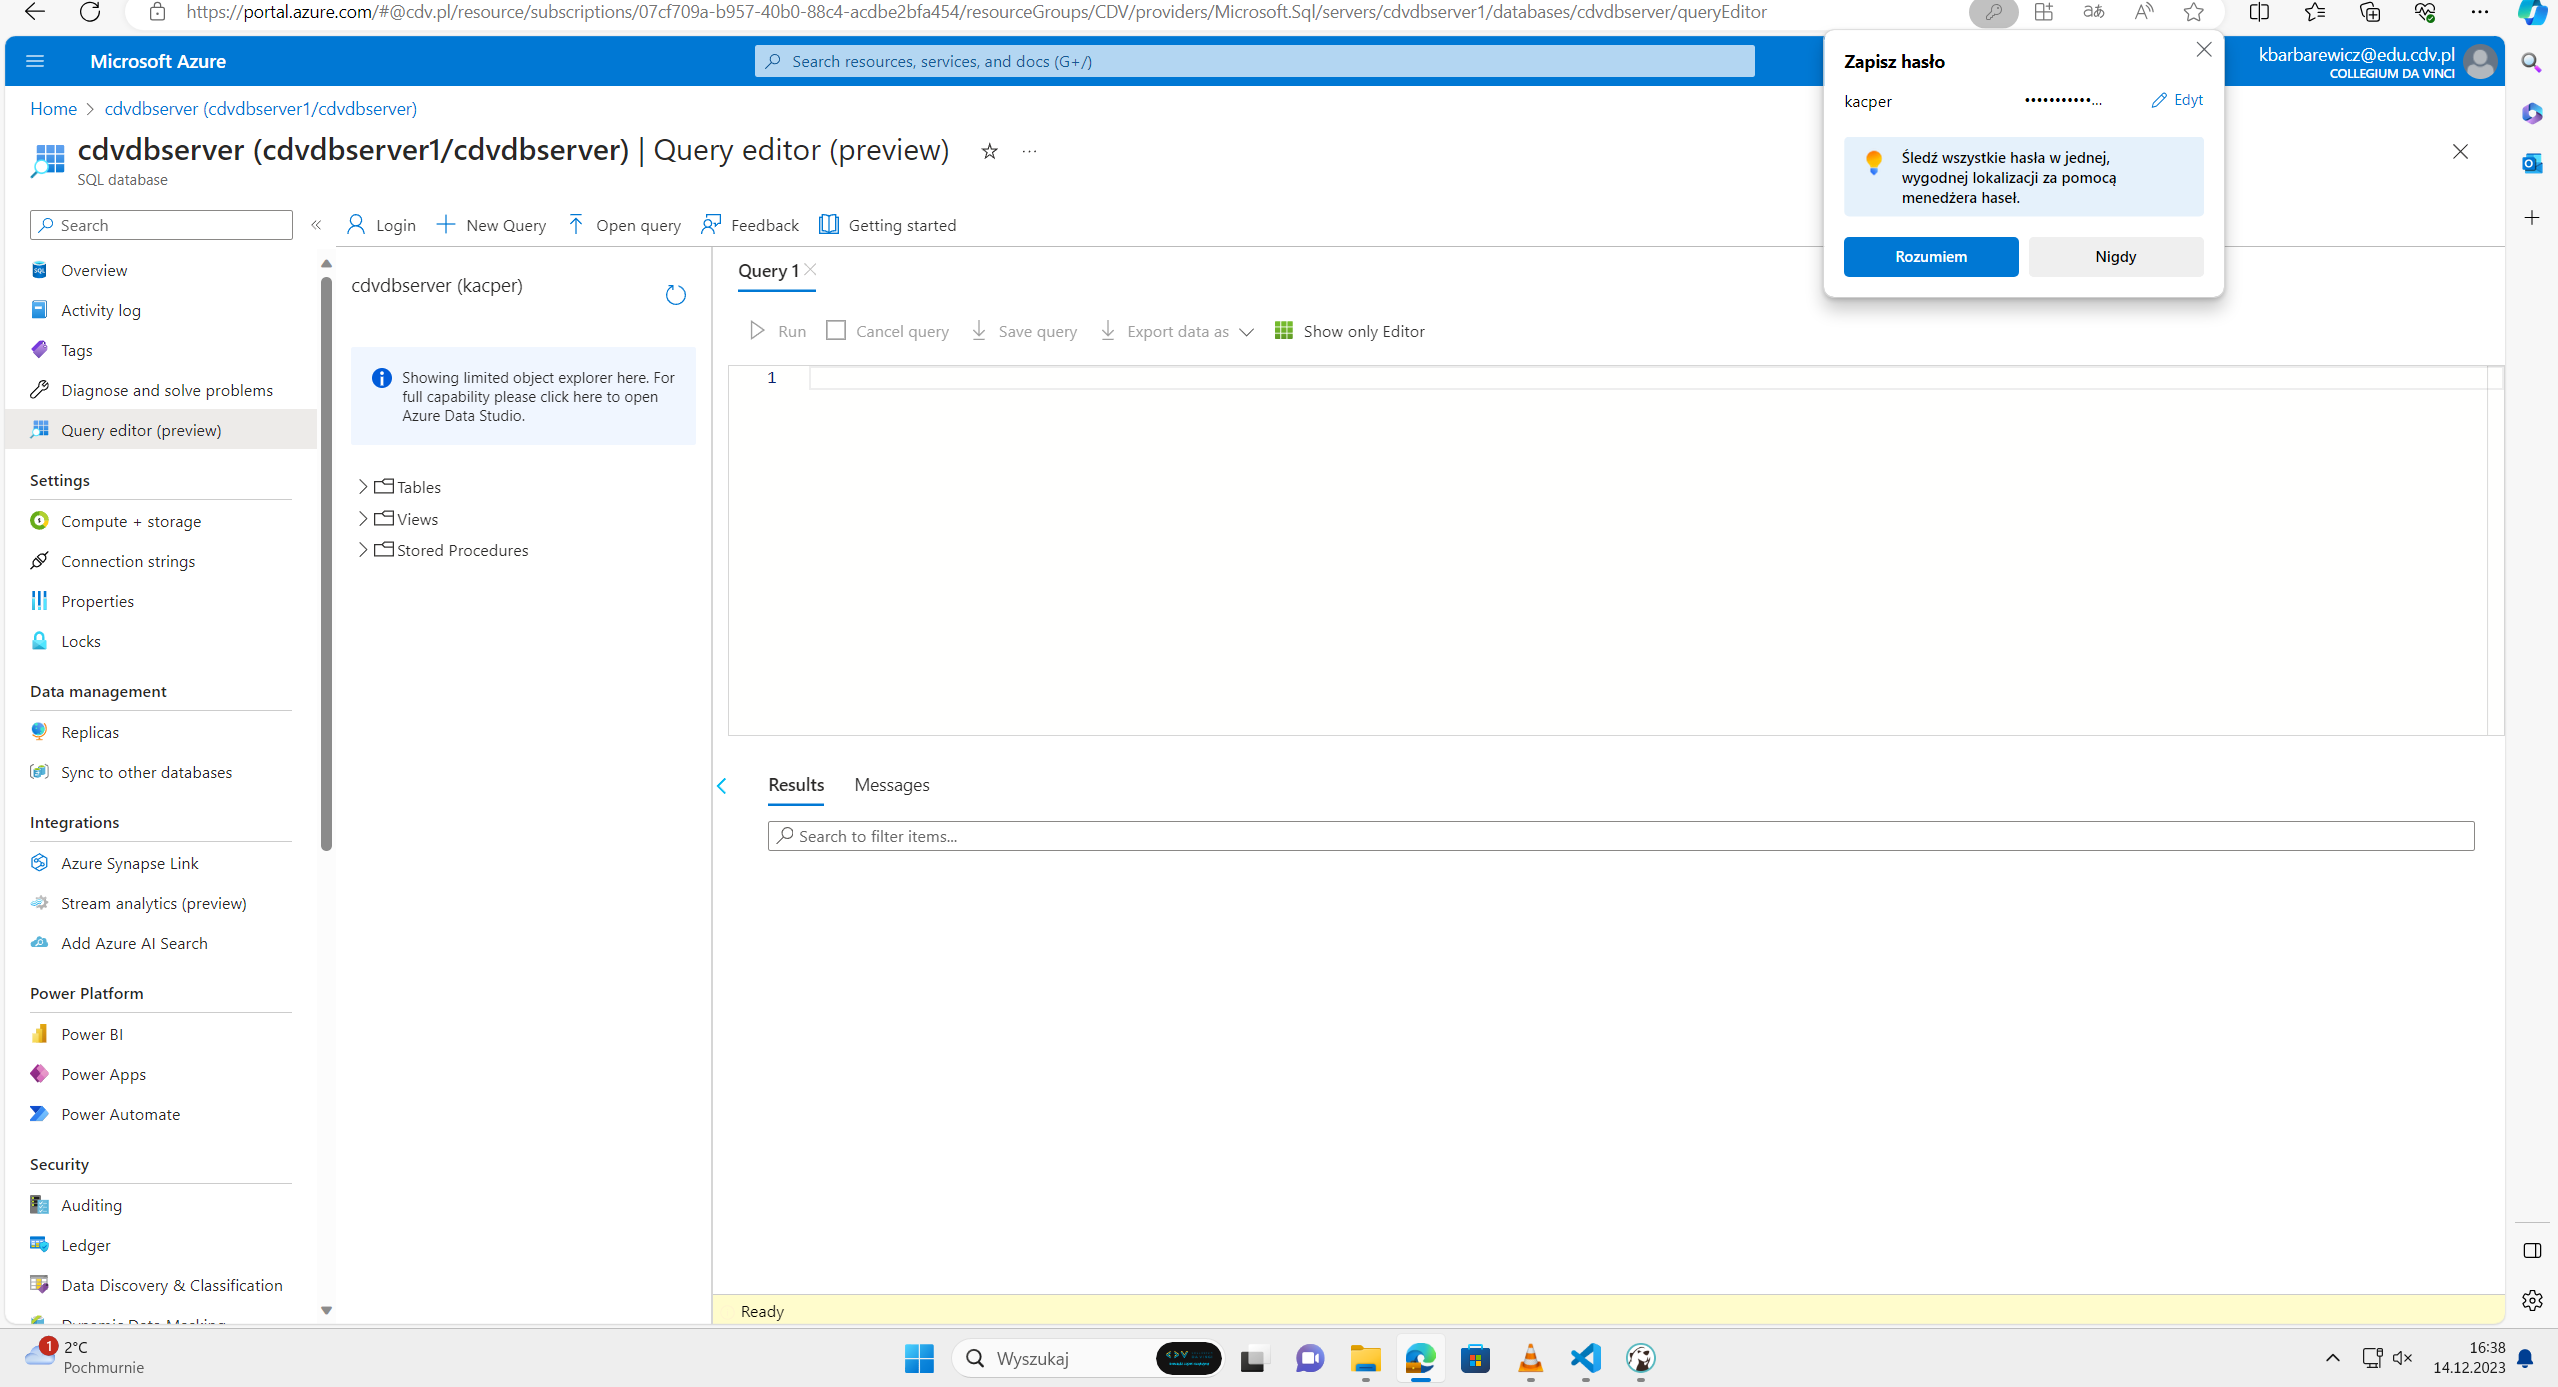 https://portal.azure.com/#@cdv.pl/resource/subscriptions/07cf709a-b957-40b0-88c4-acdbe2bfa454/resourceGroups/CDV/providers/Microsoft.Sql/servers/cdvdbserver1/databases/cdvdbserver/queryEditor
Microsoft Azure
Search resources, services, and docs (G+/)
kbarbarewicz@edu.cdv.pl
COLLEGIUM DA VINCI
Zapisz hasło
kacper
••••••••••••...
Edyt
Śledź wszystkie hasła w jednej,
wygodnej lokalizacji za pomocą
menedżera haseł.
Rozumiem
Nigdy
Home
cdvdbserver (cdvdbserver1/cdvdbserver)
cdvdbserver (cdvdbserver1/cdvdbserver) | Query editor (preview)
SQL database
Search
Login
New Query
Open query
Feedback
Getting started
Overview
Activity log
Tags
Diagnose and solve problems
Query editor (preview)
Settings
Compute + storage
Connection strings
Properties
Locks
Data management
Replicas
Sync to other databases
Integrations
Azure Synapse Link
Stream analytics (preview)
Add Azure AI Search
Power Platform
Power BI
Power Apps
Power Automate
Security
Auditing
Ledger
Data Discovery & Classification
Dynamic Data Masking
cdvdbserver (kacper)
Showing limited object explorer here. For
full capability please click here to open
Azure Data Studio.
Tables
Views
Stored Procedures
Query 1
Run
Cancel query
Save query
Export data as
Show only Editor
1
Results
Messages
Search to filter items...
Ready
1
2°C
Pochmurnie
Wyszukaj
16:38
14.12.2023